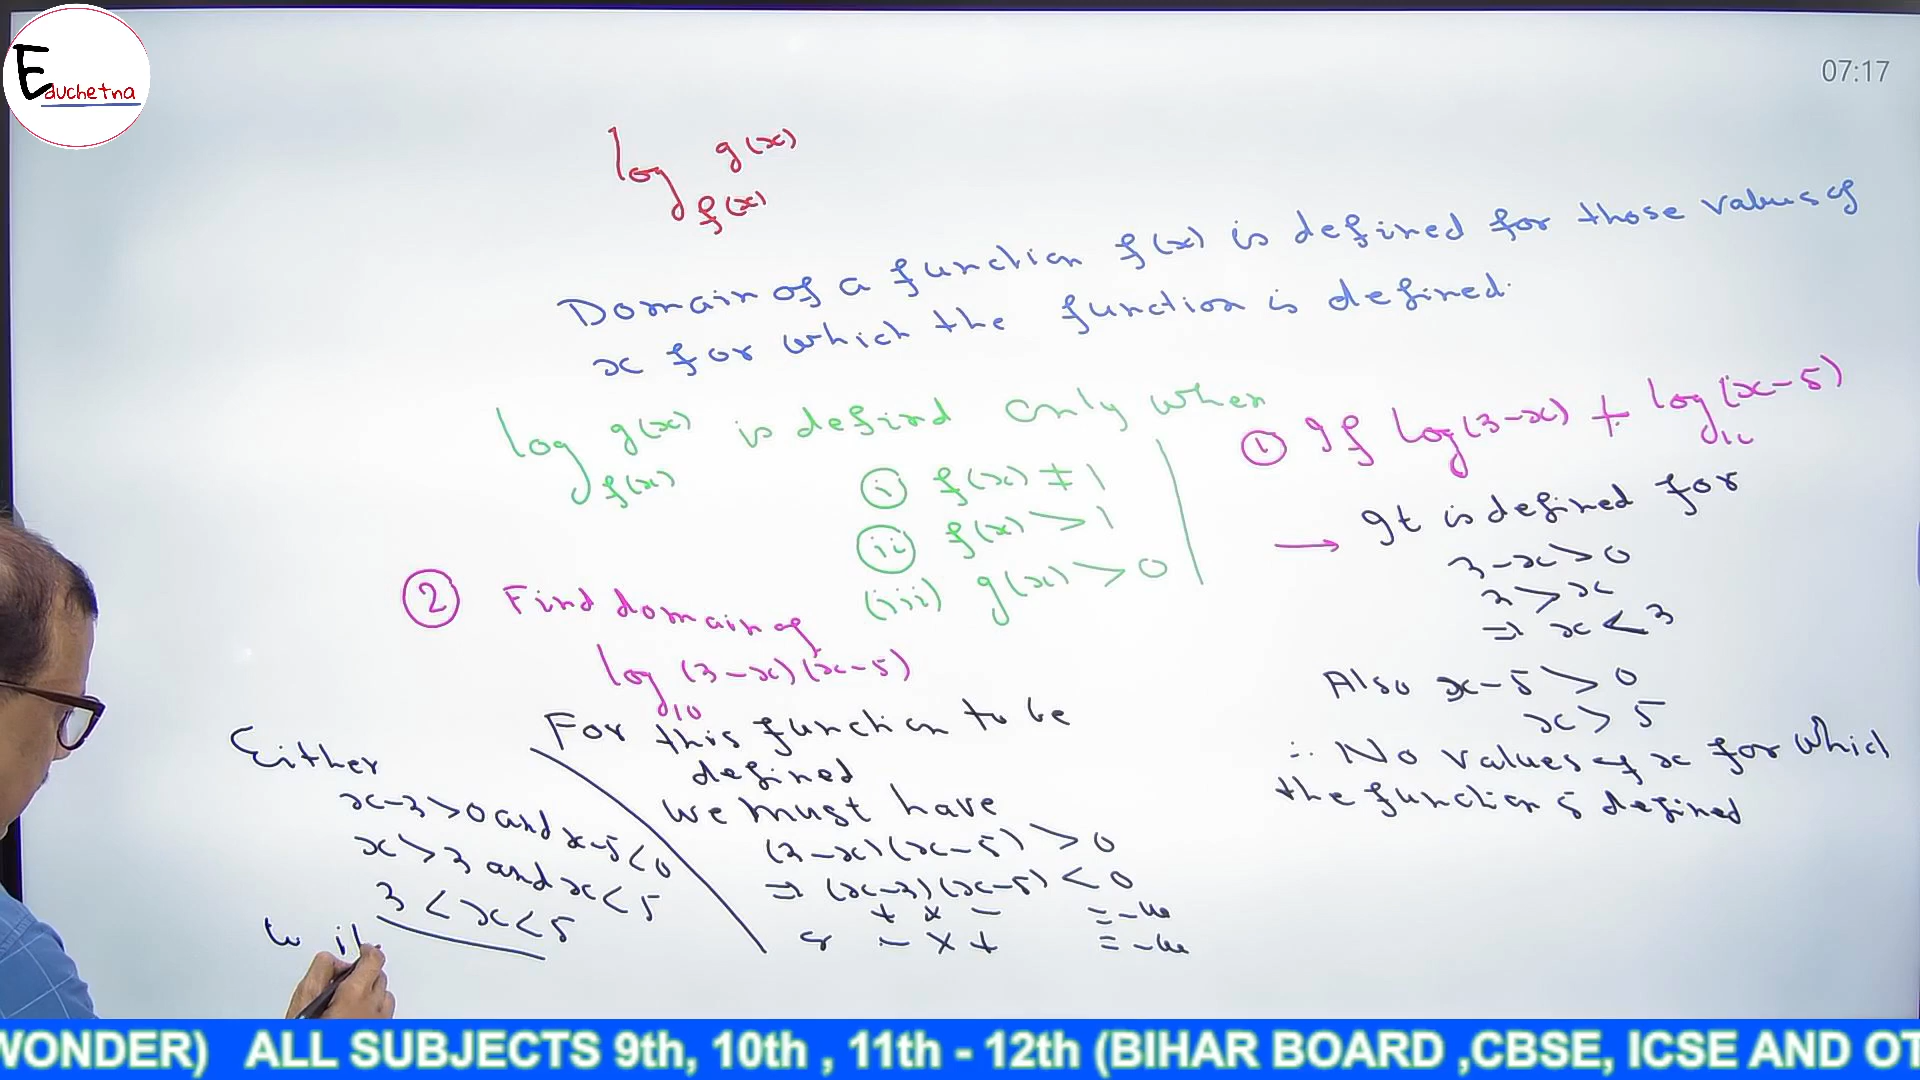 Educhetna
07:17
log g(x)
f(x)
Domain of a function f(x) is defined for those values of
x for which the function is defined.
log g(x) is defind only when
f(x)
(i) f(x) ≠ 1
(ii) f(x) > 1
(iii) g(x) > 0
① If log(3-x) + log(x-5)
10
→ It is defined for
3-x>0
3>x
⇒ x<3
Also x-5>0
x>5
∴ No values of x for which
the function is defined
② Find domain of
log (3-x)(x-5)
10
For this function to be
defined
we must have
(3-x)(x-5)>0
⇒ (x-3)(x-5)<0
+ × - = -ve
or - × + = -ve
Either
x-3>0 and x-5<0
x>3 and x<5
3<x<5
WONDER) ALL SUBJECTS 9th, 10th , 11th - 12th (BIHAR BOARD ,CBSE, ICSE AND OT